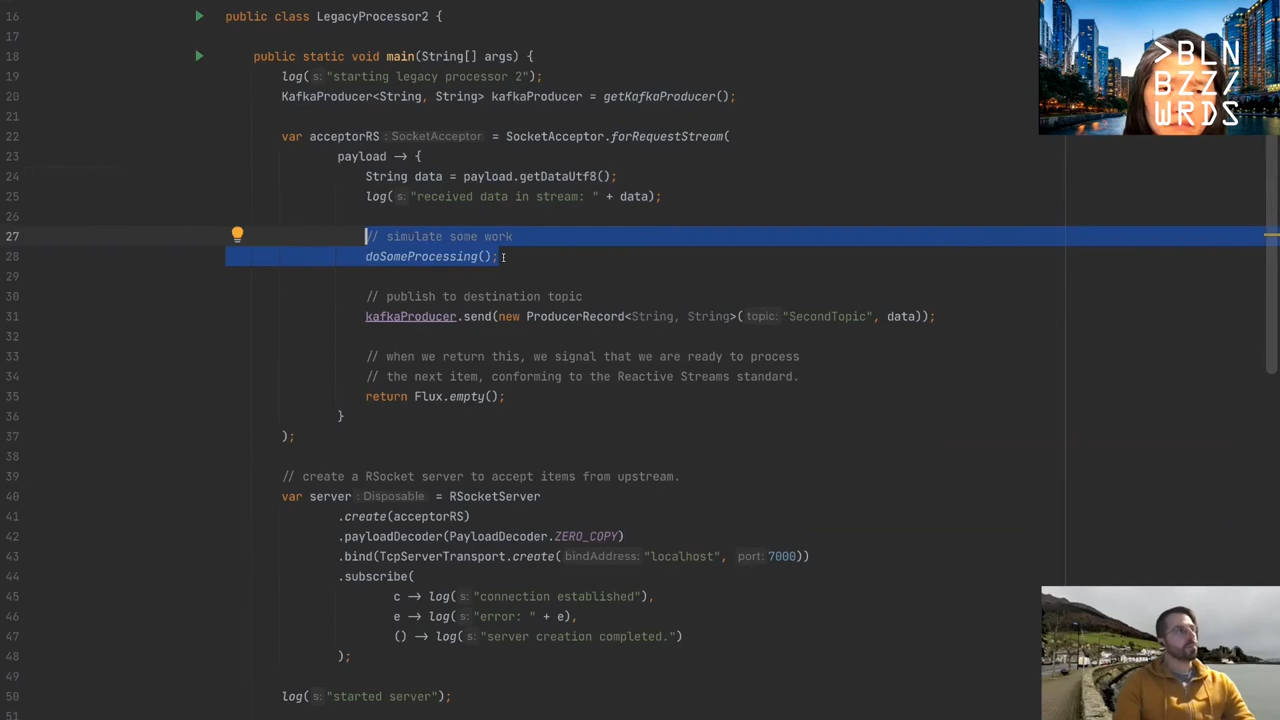 16 public class LegacyProcessor2 {
17
18 public static void main(String[] args) {
19 log( s: "starting legacy processor 2");
20 KafkaProducer<String, String> kafkaProducer = getKafkaProducer();
21
22 var acceptorRS : SocketAcceptor = SocketAcceptor.forRequestStream(
23 payload -> {
24 String data = payload.getDataUtf8();
25 log( s: "received data in stream: " + data);
26
27 // simulate some work
28 doSomeProcessing();
29
30 // publish to destination topic
31 kafkaProducer.send(new ProducerRecord<String, String>( topic: "SecondTopic", data));
32
33 // when we return this, we signal that we are ready to process
34 // the next item, conforming to the Reactive Streams standard.
35 return Flux.empty();
36 }
37 );
38
39 // create a RSocket server to accept items from upstream.
40 var server : Disposable = RSocketServer
41 .create(acceptorRS)
42 .payloadDecoder(PayloadDecoder.ZERO_COPY)
43 .bind(TcpServerTransport.create( bindAddress: "localhost", port: 7000))
44 .subscribe(
45 c -> log( s: "connection established"),
46 e -> log( s: "error: " + e),
47 () -> log( s: "server creation completed.")
48 );
49
50 log( s: "started server");
51
>BLN
BZZ/
WRDS